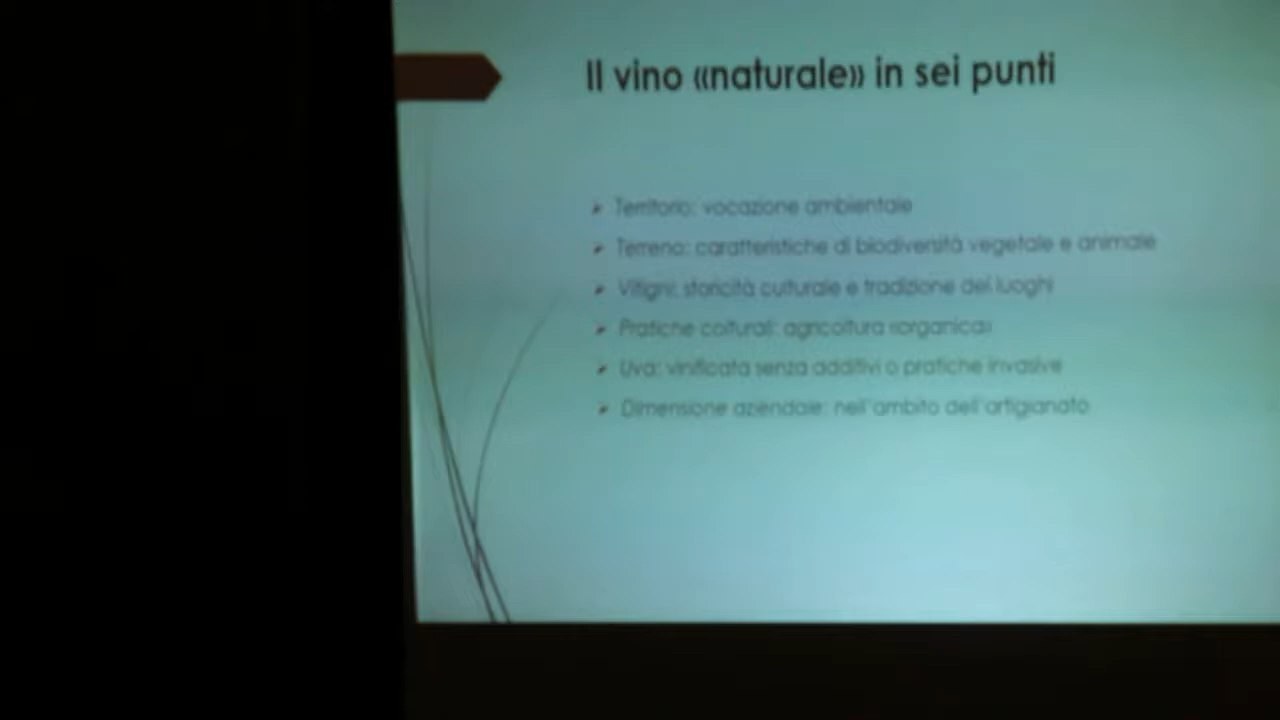 Il vino «naturale» in sei punti
Territorio: vocazione ambientale
Terreno: caratteristiche di biodiversità vegetale e animale
Vitigni: storicità culturale e tradizione dei luoghi
Pratiche colturali: agricoltura «organica»
Uva: vinificata senza additivi o pratiche invasive
Dimensione aziendale: nell'ambito dell'artigianato